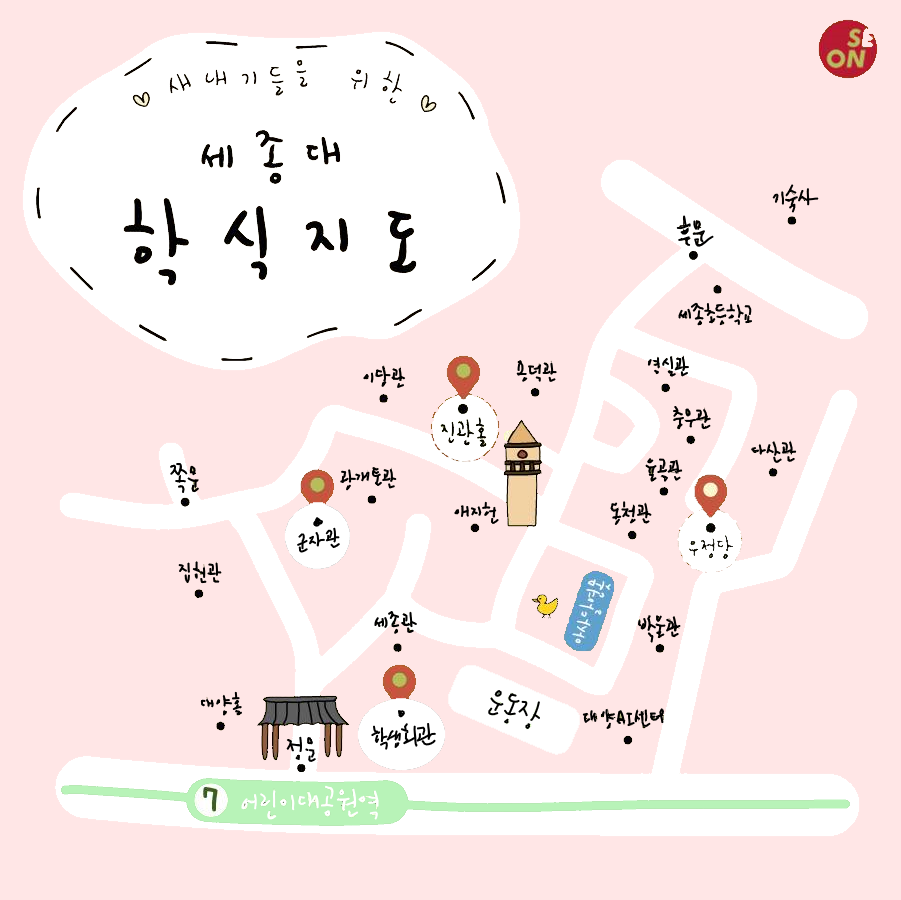 SE
ON
새내기들을 위한
세종대
학식지도
기숙사
후문
세종초등학교
이당관
용덕관
역실관
진관홀
충무관
다산관
쪽문
광개토관
율곡관
애지헌
동천관
군자관
우정당
집현관
아사달연못
세종관
박물관
대양홀
운동장
대양AI센터
정문
학생회관
7 어린이대공원역